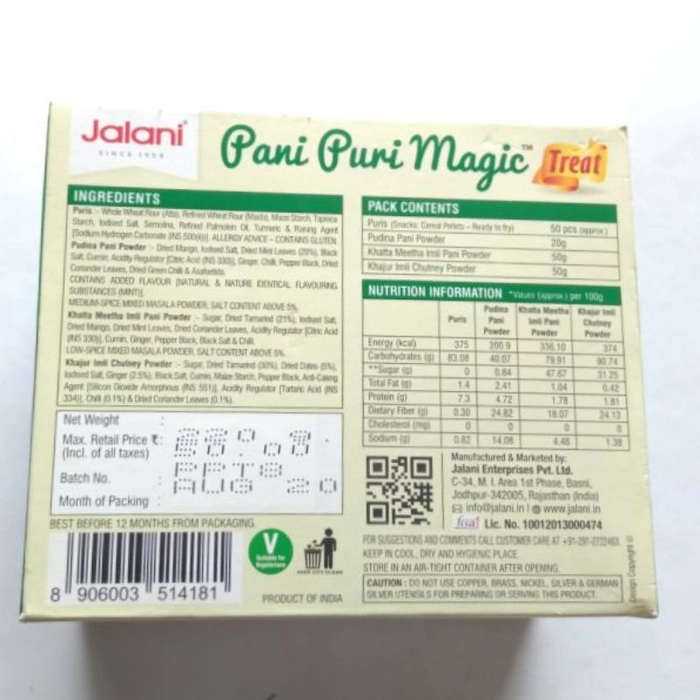 Jalani
SINCE 1959
Pani Puri Magic™
Treat
INGREDIENTS
Puris :- Whole Wheat Flour (Atta), Refined Wheat Flour (Maida), Maize Starch, Tapioca
Starch, Iodised Salt, Semolina, Refined Palmolein Oil, Turmeric & Raising Agent
[Sodium Hydrogen Carbonate (INS 500(ii))]. ALLERGY ADVICE - CONTAINS GLUTEN.
Pudina Pani Powder :- Dried Mango, Iodised Salt, Dried Mint Leaves (20%), Black
Salt, Cumin, Acidity Regulator [Citric Acid (INS 330)], Ginger, Chilli, Pepper Black, Dried
Coriander Leaves, Dried Green Chilli & Asafoetida.
CONTAINS ADDED FLAVOUR [NATURAL & NATURE IDENTICAL FLAVOURING
SUBSTANCES (MINT)].
MEDIUM-SPICE MIXED MASALA POWDER, SALT CONTENT ABOVE 5%.
Khatta Meetha Imli Pani Powder :- Sugar, Dried Tamarind (21%), Iodised Salt,
Dried Mango, Dried Mint Leaves, Dried Coriander Leaves, Acidity Regulator [Citric Acid
(INS 330)], Cumin, Ginger, Pepper Black, Black Salt & Chilli.
LOW-SPICE MIXED MASALA POWDER, SALT CONTENT ABOVE 5%.
Khajur Imli Chutney Powder :- Sugar, Dried Tamarind (30%), Dried Dates (5%),
Iodised Salt, Ginger (2.5%), Black Salt, Cumin, Maize Starch, Pepper Black, Anti-Caking
Agent [Silicon Dioxide Amorphous (INS 551)], Acidity Regulator [Tartaric Acid (INS
334)], Chilli (0.1%) & Dried Coriander Leaves (0.1%).
PACK CONTENTS
Puris (Snacks: Cereal Pellets – Ready to fry) 50 pcs (approx.)
Pudina Pani Powder 20g
Khatta Meetha Imli Pani Powder 50g
Khajur Imli Chutney Powder 50g
NUTRITION INFORMATION *Values (approx.) per 100g
Puris Pudina Pani Powder Khatta Meetha Imli Pani Powder Khajur Imli Chutney Powder
Energy (kcal) 375 200.9 336.10 374
Carbohydrates (g) 83.08 40.07 79.91 90.74
**Sugar (g) 0 0.84 47.67 31.25
Total Fat (g) 1.4 2.41 1.04 0.42
Protein (g) 7.3 4.72 1.78 1.81
Dietary Fiber (g) 0.30 24.82 18.07 24.13
Cholesterol (mg) 0 0 0 0
Sodium (g) 0.82 14.08 4.48 1.38
Net Weight :
Max. Retail Price ₹:
(Incl. of all taxes)
Batch No. :
Month of Packing :
AUG 20
BEST BEFORE 12 MONTHS FROM PACKAGING.
8 906003 514181
V
Suitable for
Vegetarians
KEEP CITY CLEAN
PRODUCT OF INDIA
Manufactured & Marketed by:
Jalani Enterprises Pvt. Ltd.
C-34, M. I. Area 1st Phase, Basni,
Jodhpur-342005, Rajasthan (India)
info@jalani.in | www.jalani.in
fssai Lic. No. 10012013000474
FOR SUGGESTIONS AND COMMENTS CALL CUSTOMER CARE AT +91-291-2722463
KEEP IN COOL, DRY AND HYGIENIC PLACE.
STORE IN AN AIR-TIGHT CONTAINER AFTER OPENING.
CAUTION : DO NOT USE COPPER, BRASS, NICKEL, SILVER & GERMAN
SILVER UTENSILS FOR PREPARING OR SERVING THIS PRODUCT.
Design Copyright ©